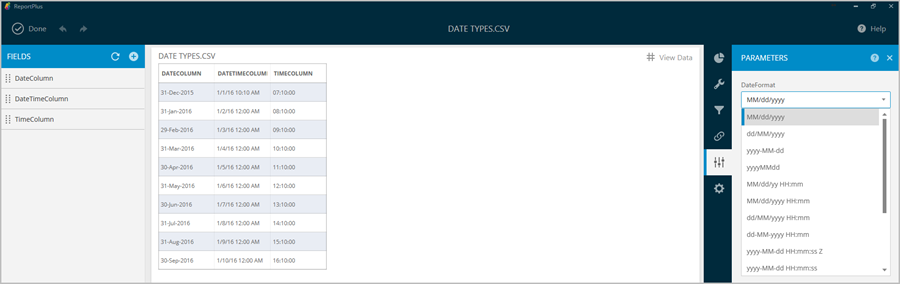 ReportPlus
Done
DATE TYPES.CSV
Help
FIELDS
DateColumn
DateTimeColumn
TimeColumn
DATE TYPES.CSV
View Data
DATECOLUMN DATETIMECOLUMN TIMECOLUMN
31-Dec-2015 1/1/16 10:10 AM 07:10:00
31-Jan-2016 1/2/16 12:00 AM 08:10:00
29-Feb-2016 1/3/16 12:00 AM 09:10:00
31-Mar-2016 1/4/16 12:00 AM 10:10:00
30-Apr-2016 1/5/16 12:00 AM 11:10:00
31-May-2016 1/6/16 12:00 AM 12:10:00
30-Jun-2016 1/7/16 12:00 AM 13:10:00
31-Jul-2016 1/8/16 12:00 AM 14:10:00
31-Aug-2016 1/9/16 12:00 AM 15:10:00
30-Sep-2016 1/10/16 12:00 AM 16:10:00
PARAMETERS
DateFormat
MM/dd/yyyy
MM/dd/yyyy
dd/MM/yyyy
yyyy-MM-dd
yyyyMMdd
MM/dd/yy HH:mm
MM/dd/yyyy HH:mm
dd/MM/yyyy HH:mm
dd-MM-yyyy HH:mm
yyyy-MM-dd HH:mm:ss Z
yyyy-MM-dd HH:mm:ss